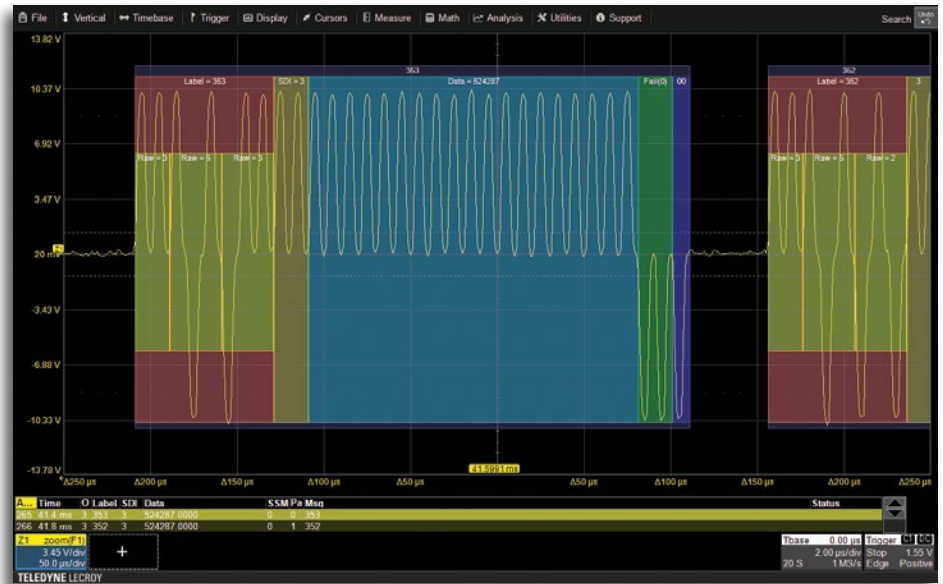 File Vertical Timebase Trigger Display Cursors Measure Math Analysis Utilities Support Search Undo
13.82 V
353 352
Label = 353 SDI = 3 Data = 524287 Fail(0) 00 Label = 352 3
10.37 V
6.92 V
Raw = 3 Raw = 5 Raw = 3 Raw = 3 Raw = 5 Raw = 2
3.47 V
Z1
20 mV
-3.43 V
-6.88 V
-10.33 V
41.5991 ms
-13.78 V
Δ250 µs Δ200 µs Δ150 µs Δ100 µs Δ50 µs Δ50 µs Δ100 µs Δ150 µs Δ200 µs Δ250 µs
A... Time O Label SDI Data SSM Pa Msg Status
265 41.4 ms 3 353 3 524287.0000 0 0 353
266 41.8 ms 3 352 3 524287.0000 0 1 352
Z1 zoom(F1) Tbase 0.00 µs Trigger C1 DC
3.45 V/div + 2.00 µs/div Stop 1.55 V
50.0 µs/div 20 S 1 MS/s Edge Positive
TELEDYNE LECROY